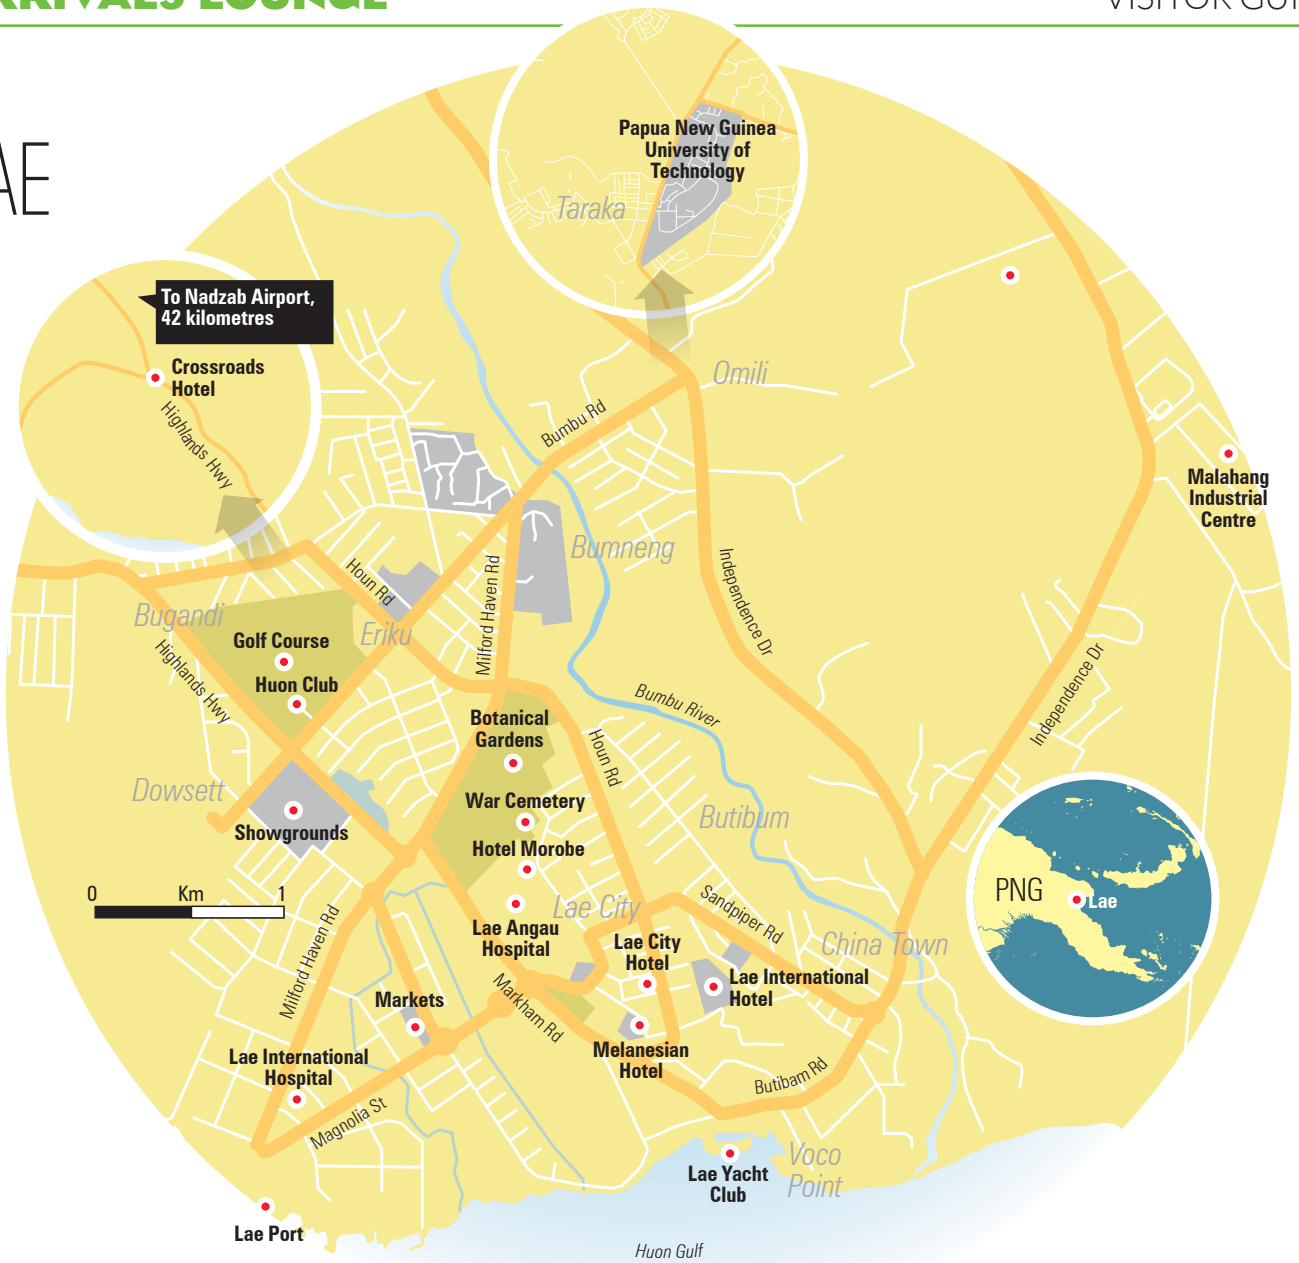 ARRIVALS LOUNGE
VISITOR GUI
AE
Papua New Guinea
University of
Technology
Taraka
To Nadzab Airport,
42 kilometres
Crossroads
Hotel
Highlands Hwy
Omili
Bumbu Rd
Malahang
Industrial
Centre
Bumneng
Houn Rd
Milford Haven Rd
Independence Dr
Bugandi
Eriku
Golf Course
Huon Club
Highlands Hwy
Independence Dr
Bumbu River
Botanical
Gardens
Houn Rd
Dowsett
War Cemetery
Butibum
Showgrounds
Hotel Morobe
0 Km 1
PNG
Lae
Lae City
Sandpiper Rd
Lae Angau
Hospital
Milford Haven Rd
Lae City
Hotel
China Town
Lae International
Hotel
Markets
Markham Rd
Melanesian
Hotel
Lae International
Hospital
Butibam Rd
Magnolia St
Voco
Point
Lae Yacht
Club
Lae Port
Huon Gulf